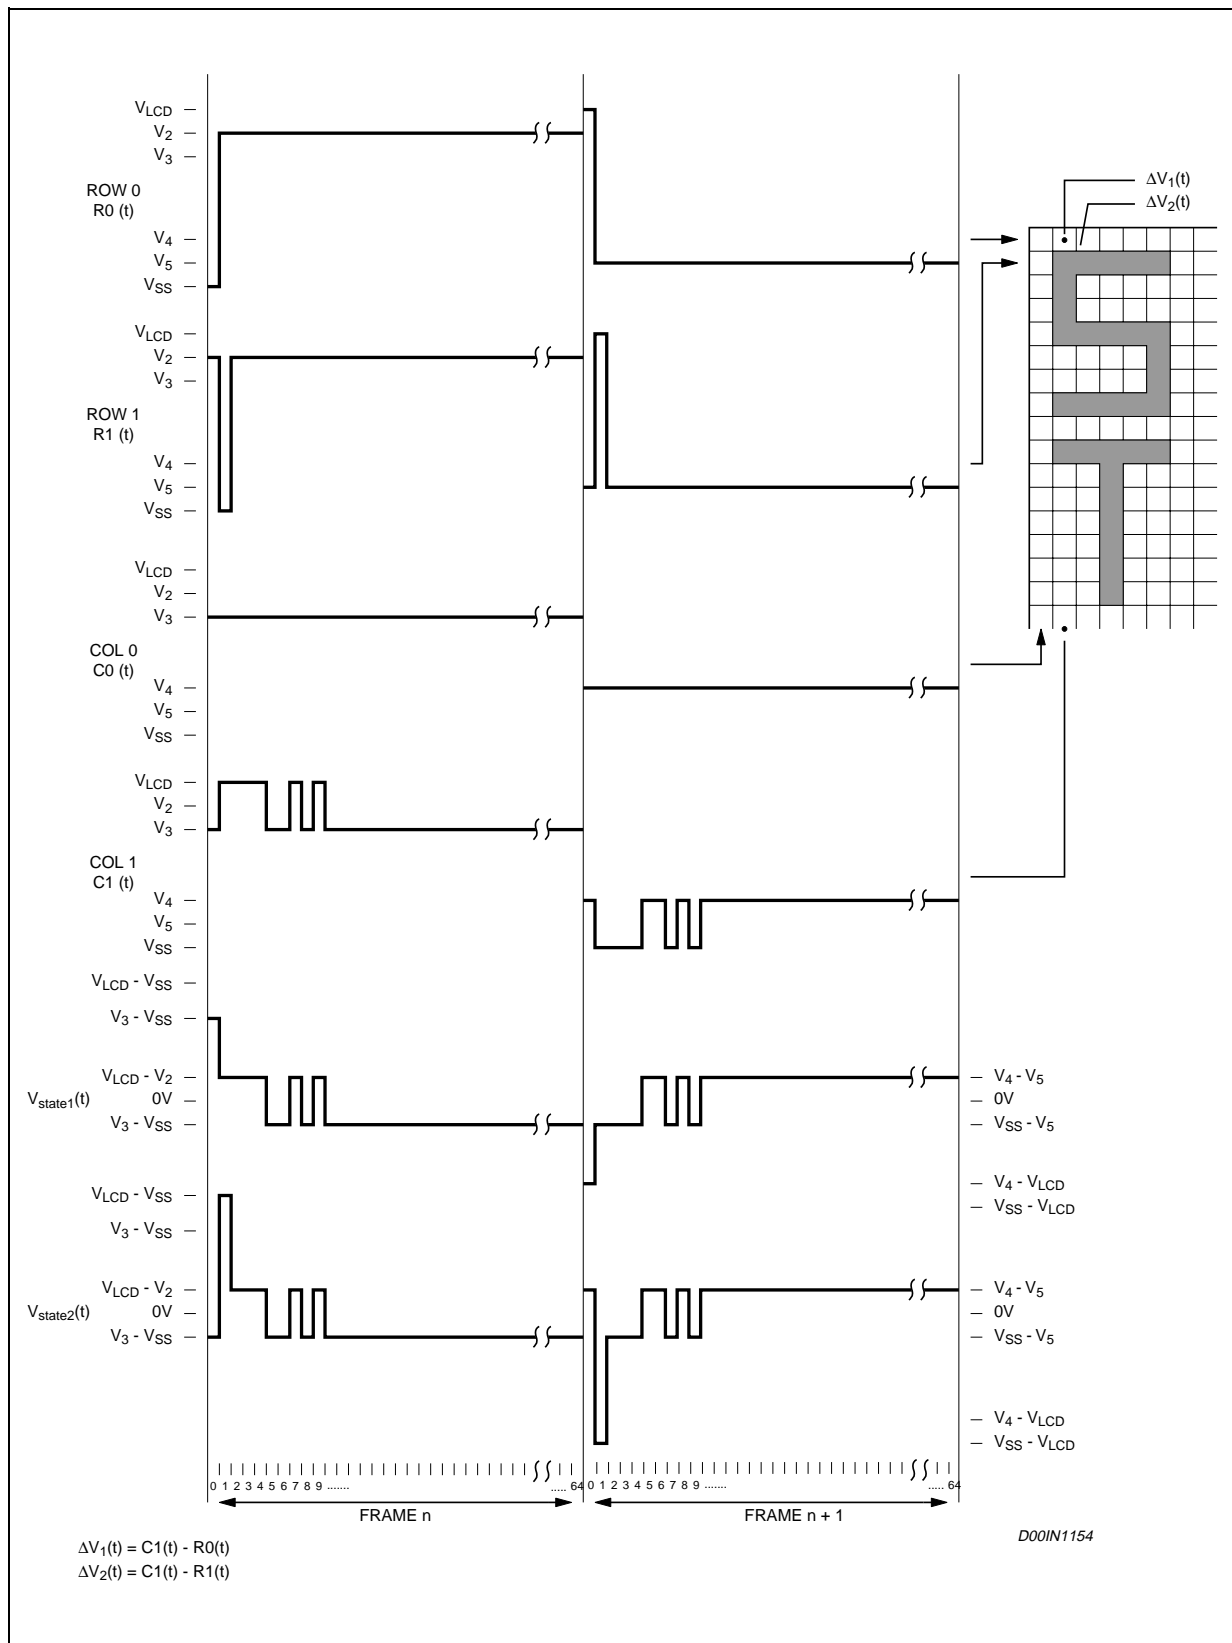 VLCD
V2
V3
ROW 0
R0 (t)
V4
V5
VSS
VLCD
V2
V3
ROW 1
R1 (t)
V4
V5
VSS
VLCD
V2
V3
COL 0
C0 (t)
V4
V5
VSS
VLCD
V2
V3
COL 1
C1 (t)
V4
V5
VSS
VLCD - VSS
V3 - VSS
VLCD - V2
Vstate1(t) 0V
V3 - VSS
V4 - V5
0V
VSS - V5
V4 - VLCD
VSS - VLCD
VLCD - VSS
V3 - VSS
VLCD - V2
Vstate2(t) 0V
V3 - VSS
V4 - V5
0V
VSS - V5
V4 - VLCD
VSS - VLCD
ΔV1(t)
ΔV2(t)
0 1 2 3 4 5 6 7 8 9 ....... ..... 64 0 1 2 3 4 5 6 7 8 9 ....... ..... 64
FRAME n FRAME n + 1
D00IN1154
ΔV1(t) = C1(t) - R0(t)
ΔV2(t) = C1(t) - R1(t)